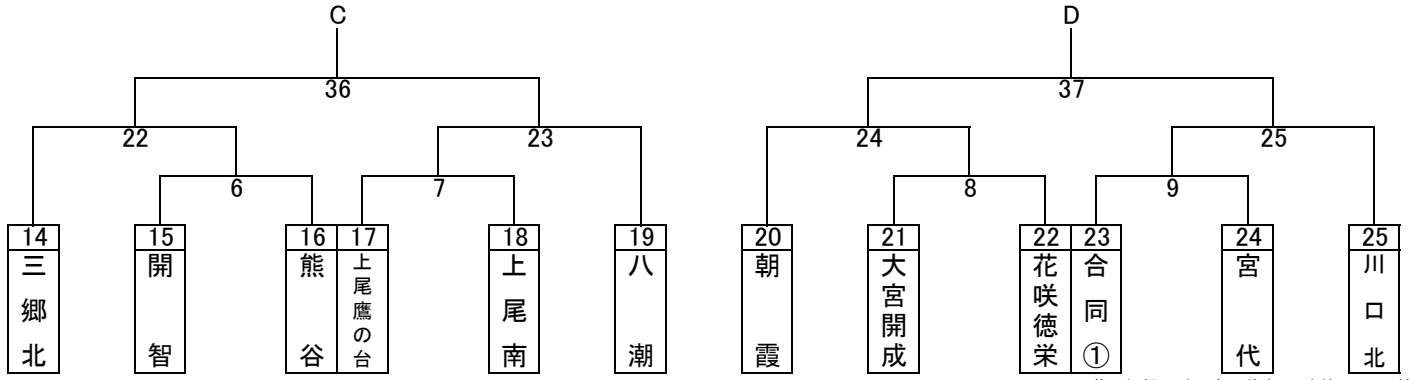 C D
36 37
22 23 24 25
6 7 8 9
14 15 16 17 18 19 20 21 22 23 24 25
三郷北
開智
熊谷
上尾鷹の台
上尾南
八潮
朝霞
大宮開成
花咲徳栄
合同①
宮代
川口北